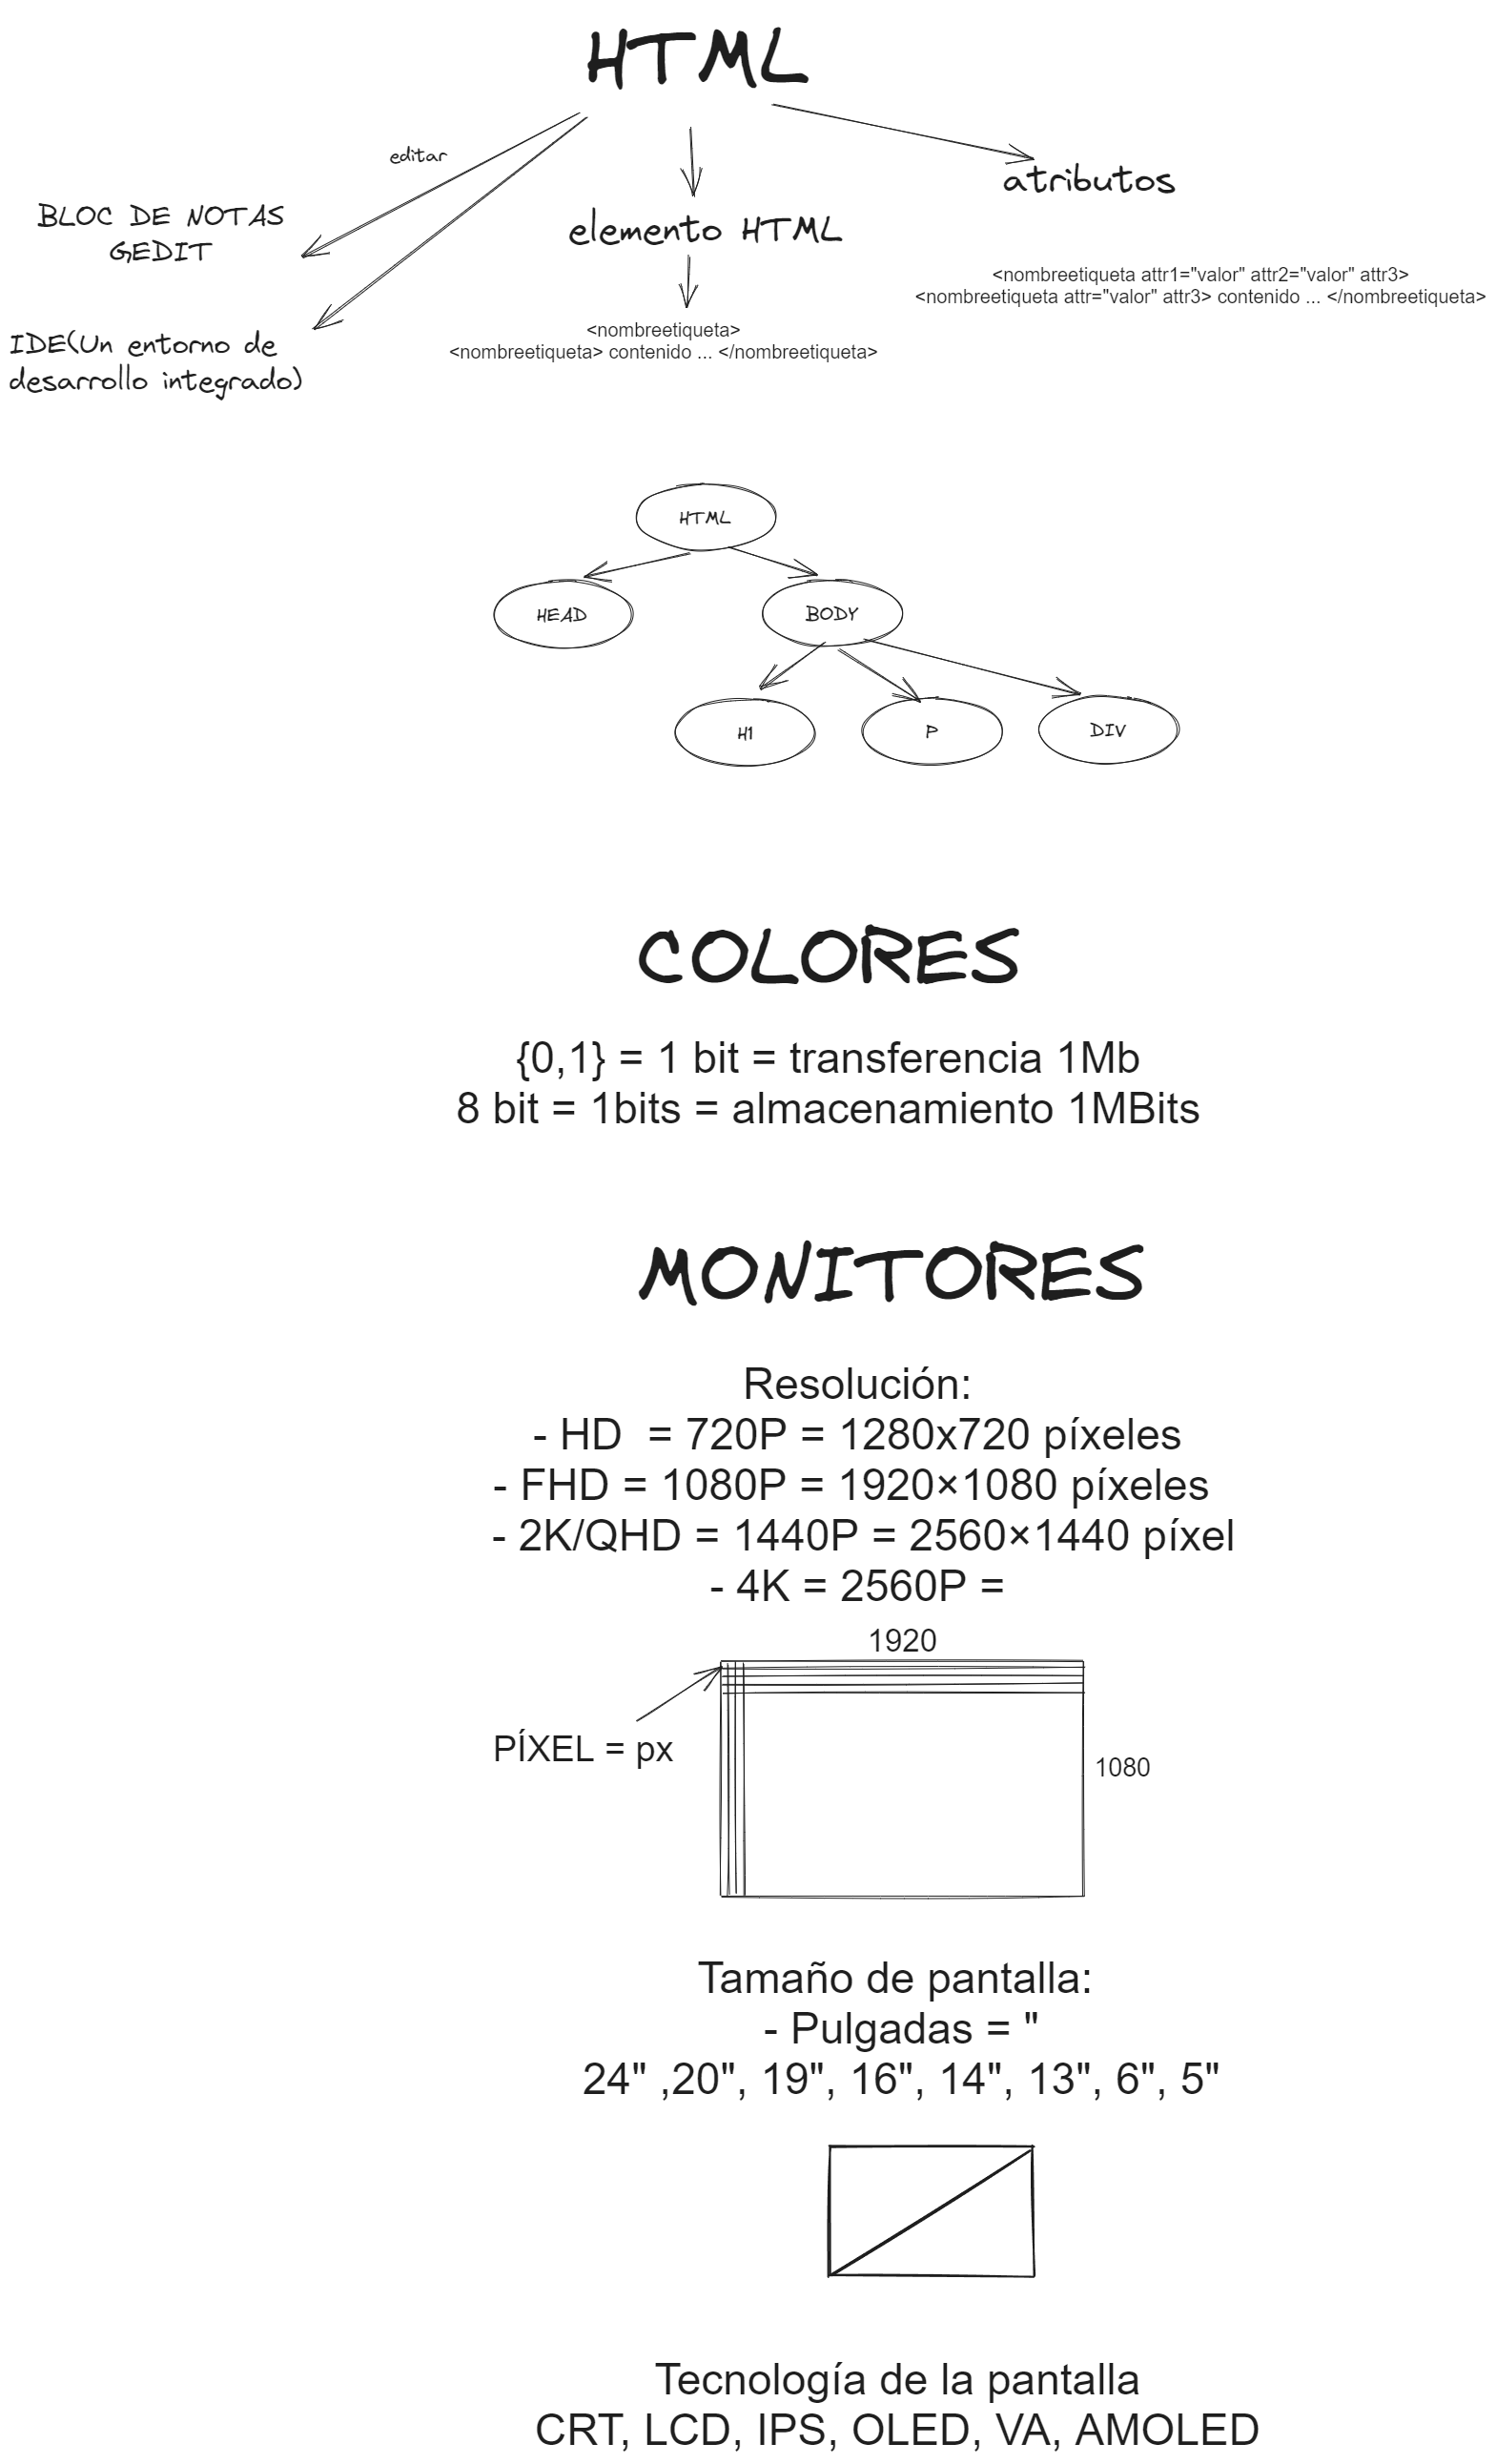 HTML
editar
BLOC DE NOTAS
GEDIT
IDE(Un entorno de
desarrollo integrado)
elemento HTML
<nombreetiqueta>
<nombreetiqueta> contenido ... </nombreetiqueta>
atributos
<nombreetiqueta attr1="valor" attr2="valor" attr3>
<nombreetiqueta attr="valor" attr3> contenido ... </nombreetiqueta>
HTML
HEAD
BODY
H1
P
DIV
COLORES
{0,1} = 1 bit = transferencia 1Mb
8 bit = 1bits = almacenamiento 1MBits
MONITORES
Resolución:
- HD  = 720P = 1280x720 píxeles
- FHD = 1080P = 1920×1080 píxeles
- 2K/QHD = 1440P = 2560×1440 píxel
- 4K = 2560P =
1920
PÍXEL = px
1080
Tamaño de pantalla:
- Pulgadas = "
24" ,20", 19", 16", 14", 13", 6", 5"
Tecnología de la pantalla
CRT, LCD, IPS, OLED, VA, AMOLED